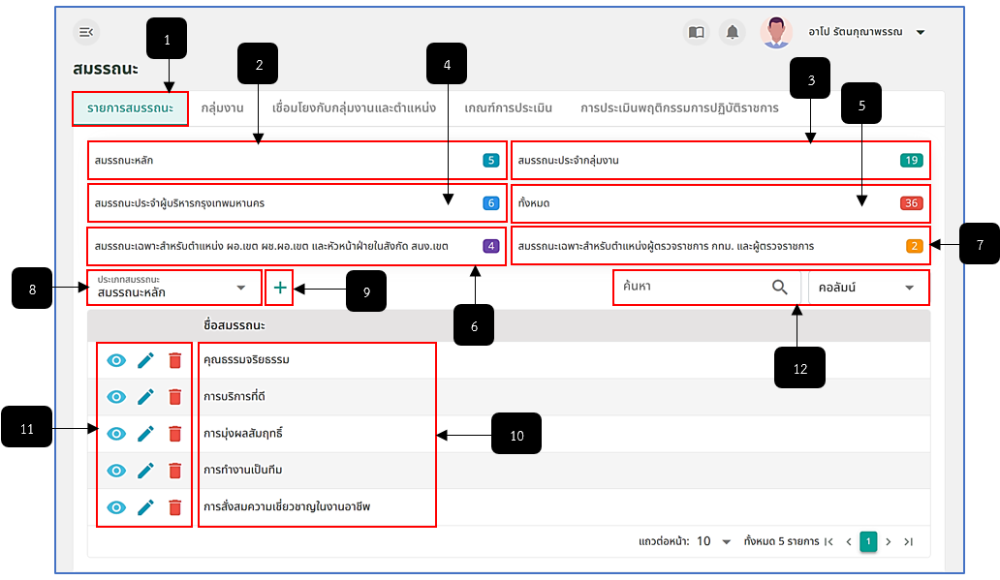 อาโป รัตนกุณาพรรณ
1
สมรรถนะ
2
4
3
5
รายการสมรรถนะ กลุ่มงาน เชื่อมโยงกับกลุ่มงานและตำแหน่ง เกณฑ์การประเมิน การประเมินพฤติกรรมการปฏิบัติราชการ
สมรรถนะหลัก 5 สมรรถนะประจำกลุ่มงาน 19
สมรรถนะประจำผู้บริหารกรุงเทพมหานคร 6 ทั้งหมด 36
สมรรถนะเฉพาะสำหรับตำแหน่ง ผอ.เขต ผช.ผอ.เขต และหัวหน้าฝ่ายในสังกัด สนง.เขต 4 สมรรถนะเฉพาะสำหรับตำแหน่งผู้ตรวจราชการ กทม. และผู้ตรวจราชการ 2
7
8
ประเภทสมรรถนะ
สมรรถนะหลัก
9
ค้นหา คอลัมน์
6
12
ชื่อสมรรถนะ
คุณธรรมจริยธรรม
การบริการที่ดี
การมุ่งผลสัมฤทธิ์
การทำงานเป็นทีม
การสั่งสมความเชี่ยวชาญในงานอาชีพ
11
10
แถวต่อหน้า: 10 ทั้งหมด 5 รายการ 1